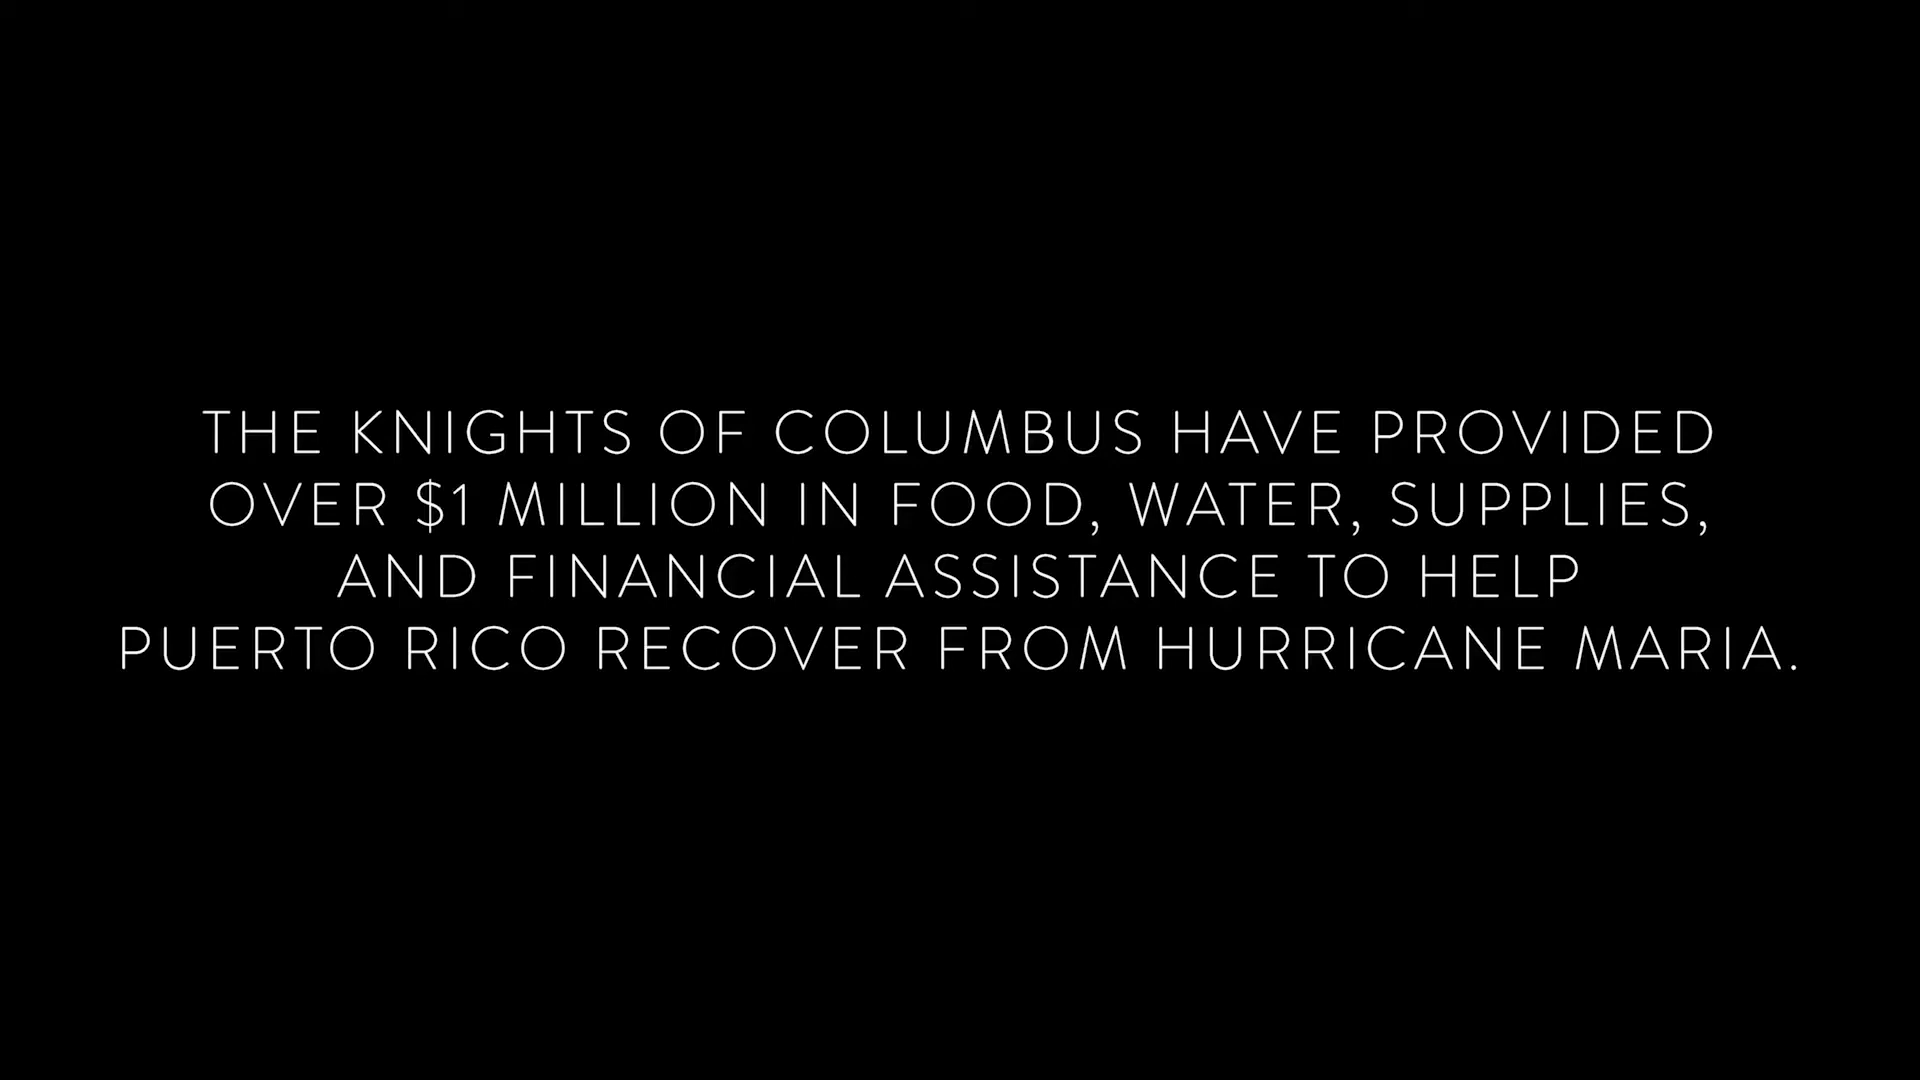 THE KNIGHTS OF COLUMBUS HAVE PROVIDED
OVER $1 MILLION IN FOOD, WATER, SUPPLIES,
AND FINANCIAL ASSISTANCE TO HELP
PUERTO RICO RECOVER FROM HURRICANE MARIA.